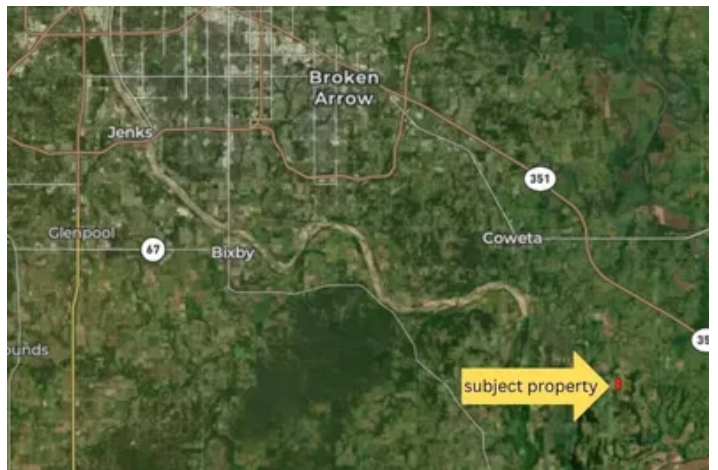 Broken
Arrow
Jenks
351
Glenpool
67
Bixby
Coweta
35
ounds
subject property